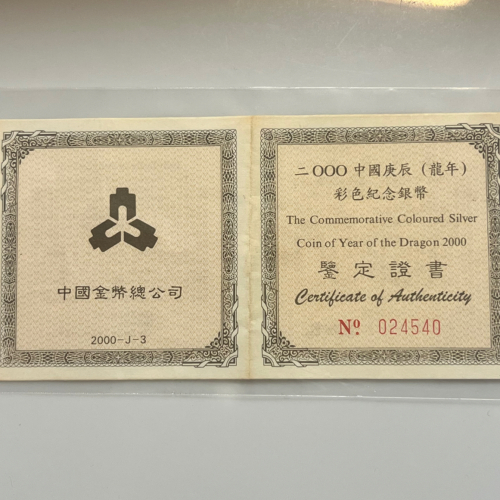 中國金幣總公司
2000-J-3
二OOO中國庚辰（龍年）
彩色紀念銀幣
The Commemorative Coloured Silver
Coin of Year of the Dragon 2000
鑒定證書
Certificate of Authenticity
Nº 024540